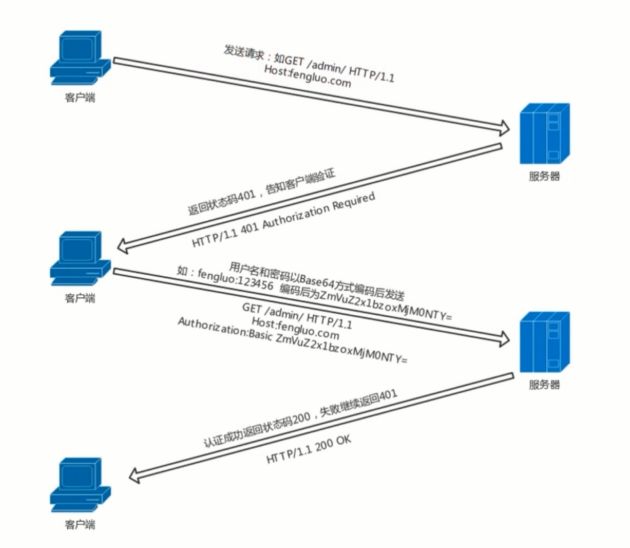 发送请求：如GET /admin/ HTTP/1.1
Host:fengluo.com
客户端
服务器
返回状态码401，告知客户端验证
HTTP/1.1 401 Authorization Required
客户端
用户名和密码以Base64方式编码后发送
如：fengluo:123456 编码后为ZmVuZ2x1bzoxMjM0NTY=
GET /admin/ HTTP/1.1
Host:fengluo.com
Authorization:Basic ZmVuZ2x1bzoxMjM0NTY=
服务器
认证成功返回状态码200，失败继续返回401
HTTP/1.1 200 OK
客户端